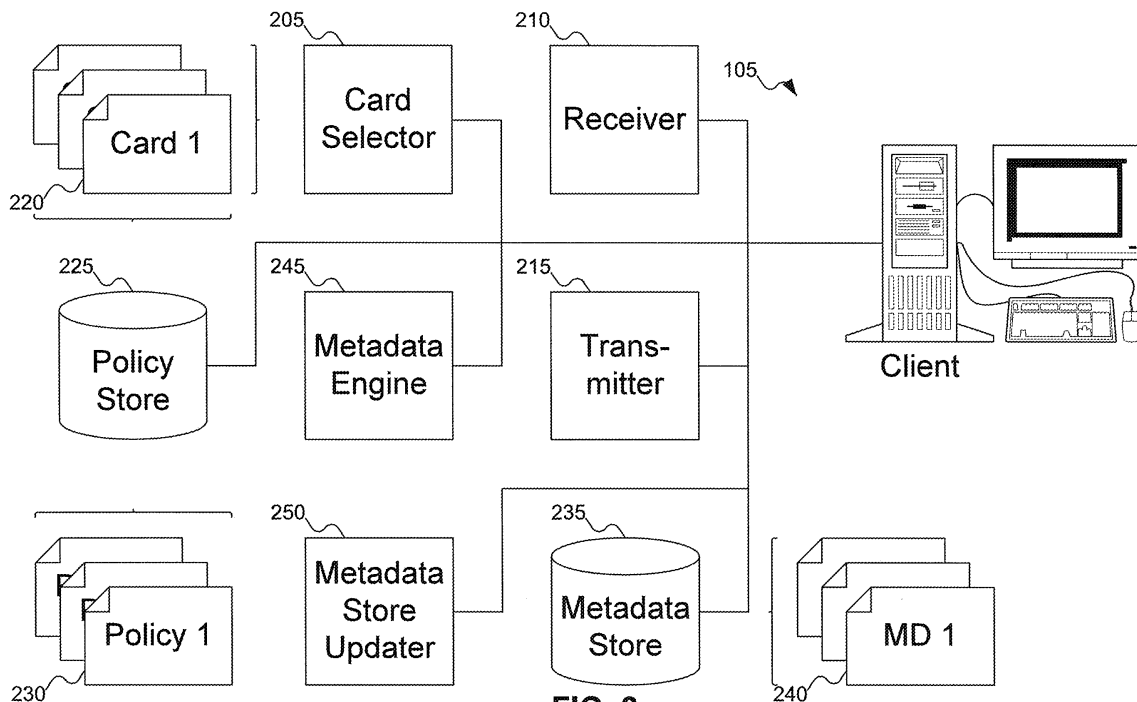 205
210
105
Card 1
Card
Selector
Receiver
220
225
245
215
Policy
Store
Metadata
Engine
Trans-
mitter
Client
250
235
Policy 1
Metadata
Store
Updater
Metadata
Store
MD 1
230
240